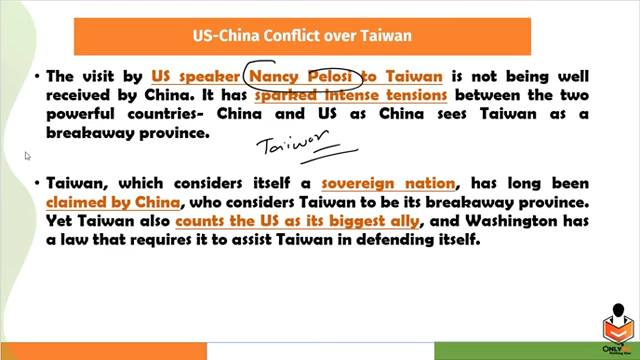 US-China Conflict over Taiwan
• The visit by US speaker Nancy Pelosi to Taiwan is not being well
received by China. It has sparked intense tensions between the two
powerful countries- China and US as China sees Taiwan as a
breakaway province.
Taiwan
• Taiwan, which considers itself a sovereign nation, has long been
claimed by China, who considers Taiwan to be its breakaway province.
Yet Taiwan also counts the US as its biggest ally, and Washington has
a law that requires it to assist Taiwan in defending itself.
ONLY